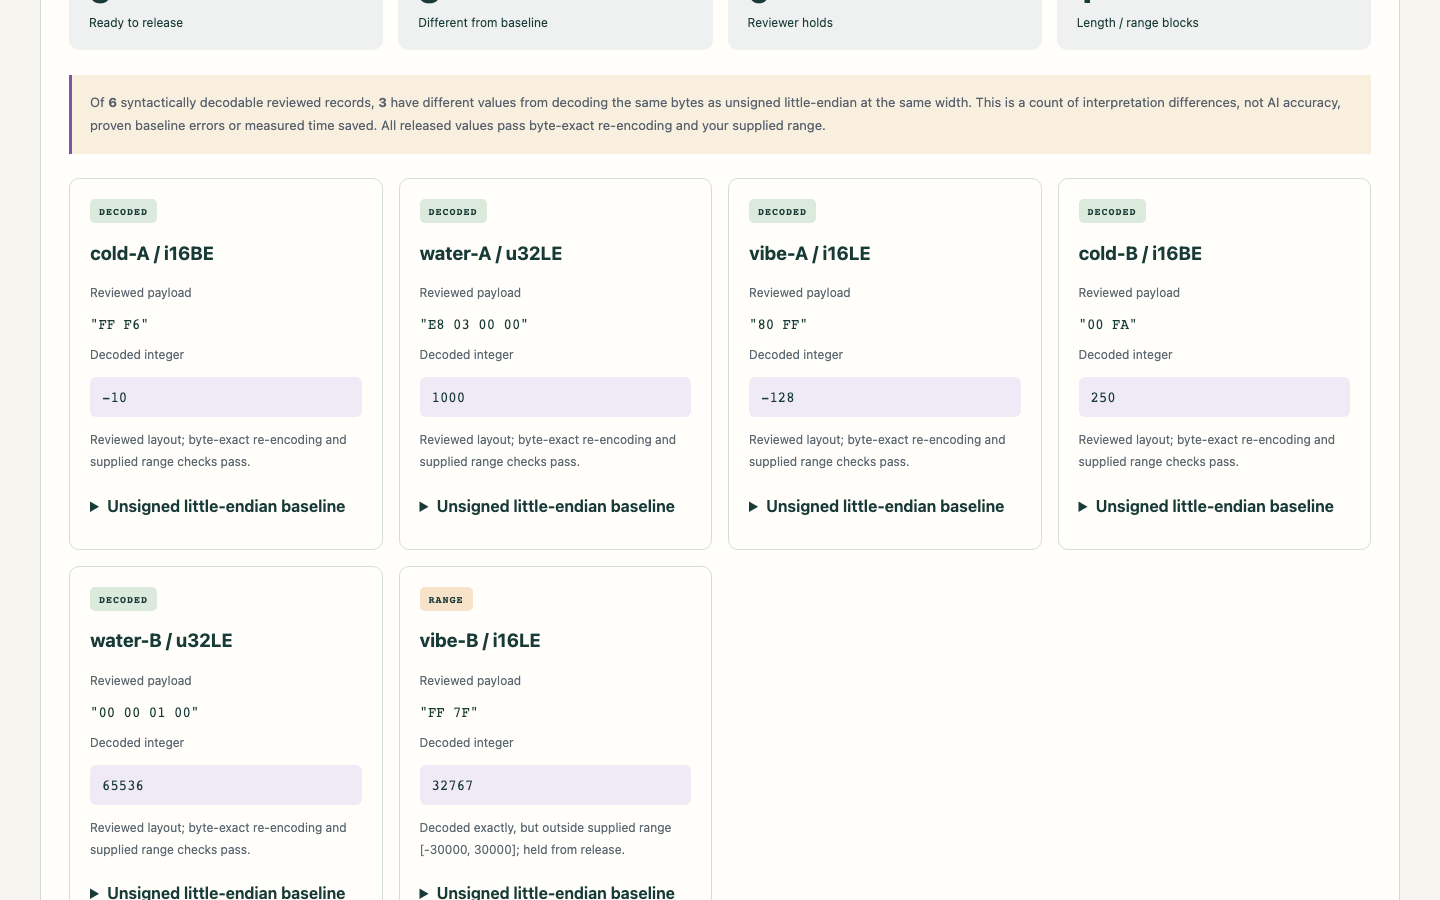 Ready to release
Different from baseline
Reviewer holds
Length / range blocks
Of 6 syntactically decodable reviewed records, 3 have different values from decoding the same bytes as unsigned little-endian at the same width. This is a count of interpretation differences, not AI accuracy,
proven baseline errors or measured time saved. All released values pass byte-exact re-encoding and your supplied range.
DECODED
cold-A / i16BE
Reviewed payload
"FF F6"
Decoded integer
−10
Reviewed layout; byte-exact re-encoding and
supplied range checks pass.
▶ Unsigned little-endian baseline
DECODED
water-A / u32LE
Reviewed payload
"E8 03 00 00"
Decoded integer
1000
Reviewed layout; byte-exact re-encoding and
supplied range checks pass.
▶ Unsigned little-endian baseline
DECODED
vibe-A / i16LE
Reviewed payload
"80 FF"
Decoded integer
−128
Reviewed layout; byte-exact re-encoding and
supplied range checks pass.
▶ Unsigned little-endian baseline
DECODED
cold-B / i16BE
Reviewed payload
"00 FA"
Decoded integer
250
Reviewed layout; byte-exact re-encoding and
supplied range checks pass.
▶ Unsigned little-endian baseline
DECODED
water-B / u32LE
Reviewed payload
"00 00 01 00"
Decoded integer
65536
Reviewed layout; byte-exact re-encoding and
supplied range checks pass.
▶ Unsigned little-endian baseline
RANGE
vibe-B / i16LE
Reviewed payload
"FF 7F"
Decoded integer
32767
Decoded exactly, but outside supplied range
[-30000, 30000]; held from release.
▶ Unsigned little-endian baseline